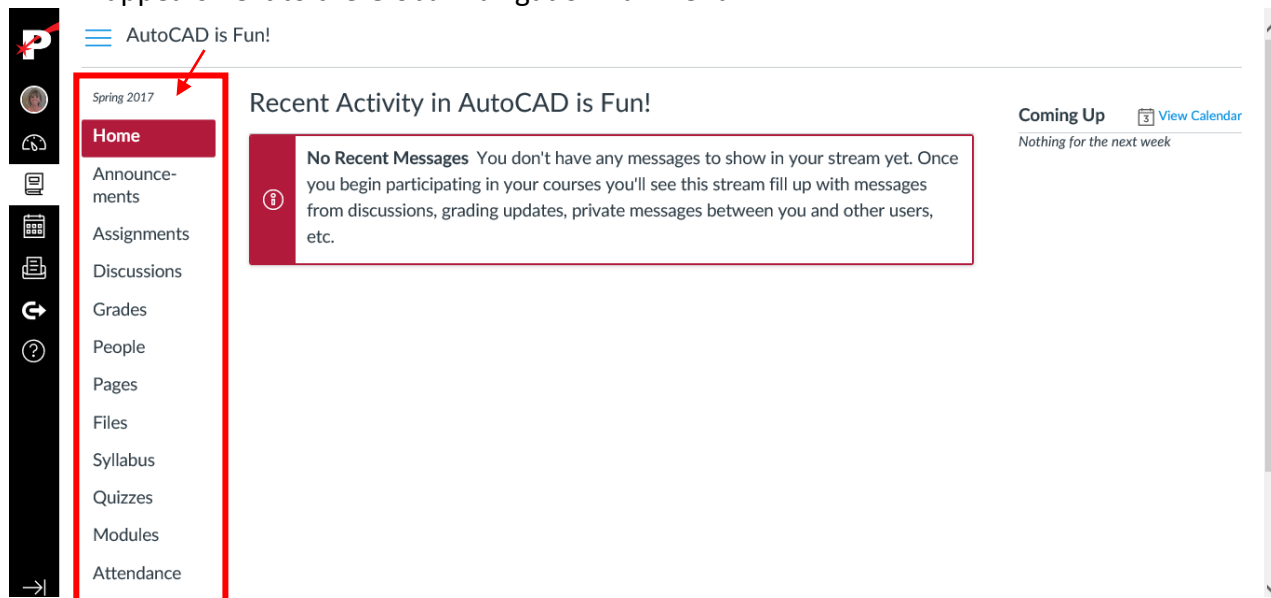 AutoCAD is Fun!
Spring 2017
Home
Announce-
ments
Assignments
Discussions
Grades
People
Pages
Files
Syllabus
Quizzes
Modules
Attendance
Recent Activity in AutoCAD is Fun!
No Recent Messages You don't have any messages to show in your stream yet. Once
you begin participating in your courses you'll see this stream fill up with messages
from discussions, grading updates, private messages between you and other users,
etc.
Coming Up
3 View Calendar
Nothing for the next week
P